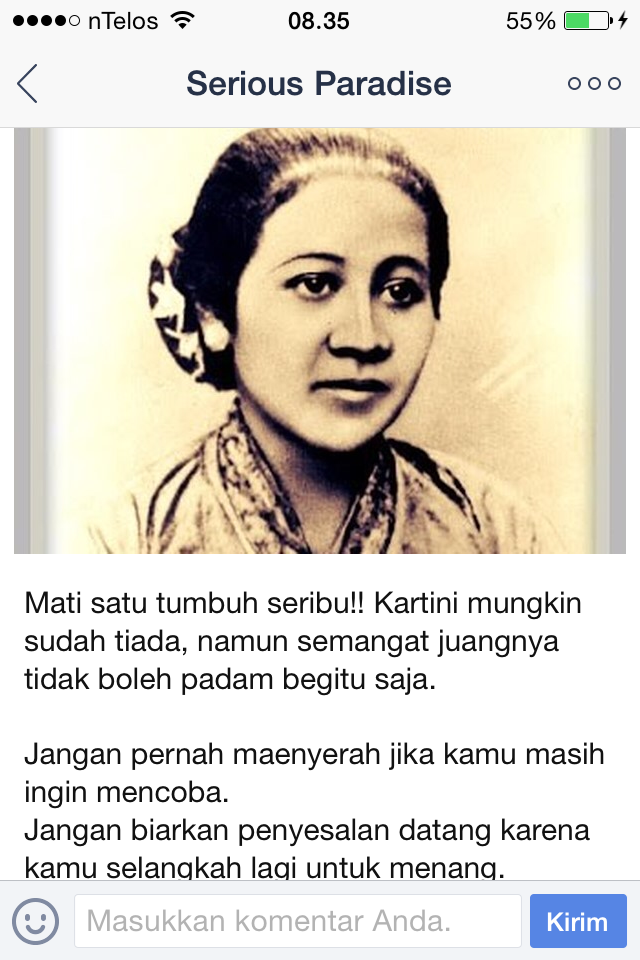 nTelos 08.35 55%
Serious Paradise
Mati satu tumbuh seribu!! Kartini mungkin
sudah tiada, namun semangat juangnya
tidak boleh padam begitu saja.
Jangan pernah maenyerah jika kamu masih
ingin mencoba.
Jangan biarkan penyesalan datang karena
kamu selangkah lagi untuk menang.
Masukkan komentar Anda. Kirim